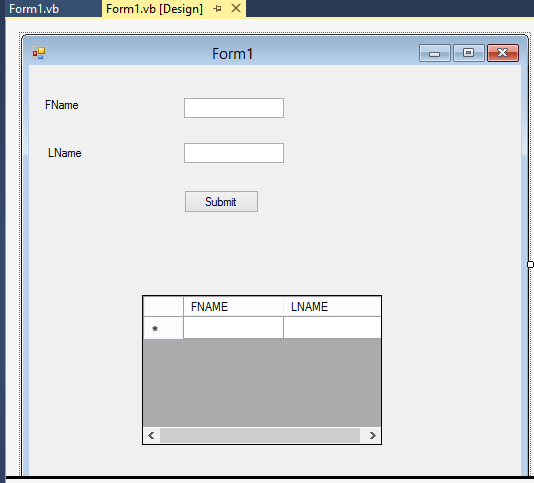 Form1.vb Form1.vb [Design]
Form1
FName
LName
Submit
FNAME LNAME
*